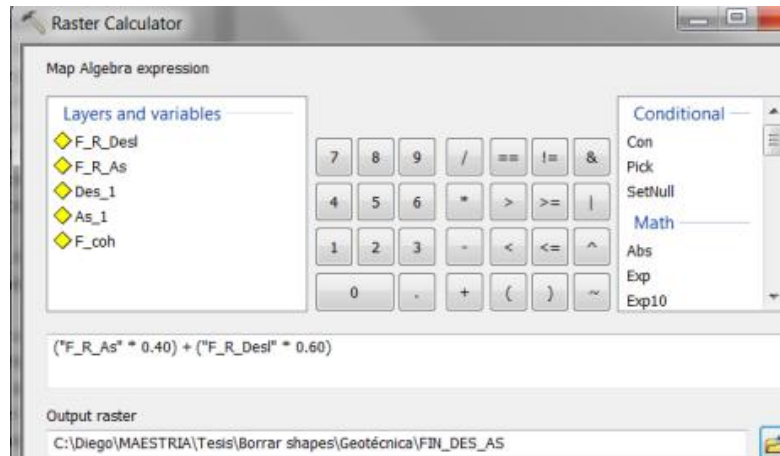 Raster Calculator
Map Algebra expression
Layers and variables
F_R_Desl
F_R_As
Des_1
As_1
F_coh
7 8 9 / == != &
4 5 6 * > >= |
1 2 3 - < <= ^
0 . + ( ) ~
Conditional
Con
Pick
SetNull
Math
Abs
Exp
Exp10
("F_R_As" * 0.40) + ("F_R_Desl" * 0.60)
Output raster
C:\Diego\MAESTRIA\Tesis\Borrar shapes\Geotécnica\FIN_DES_AS